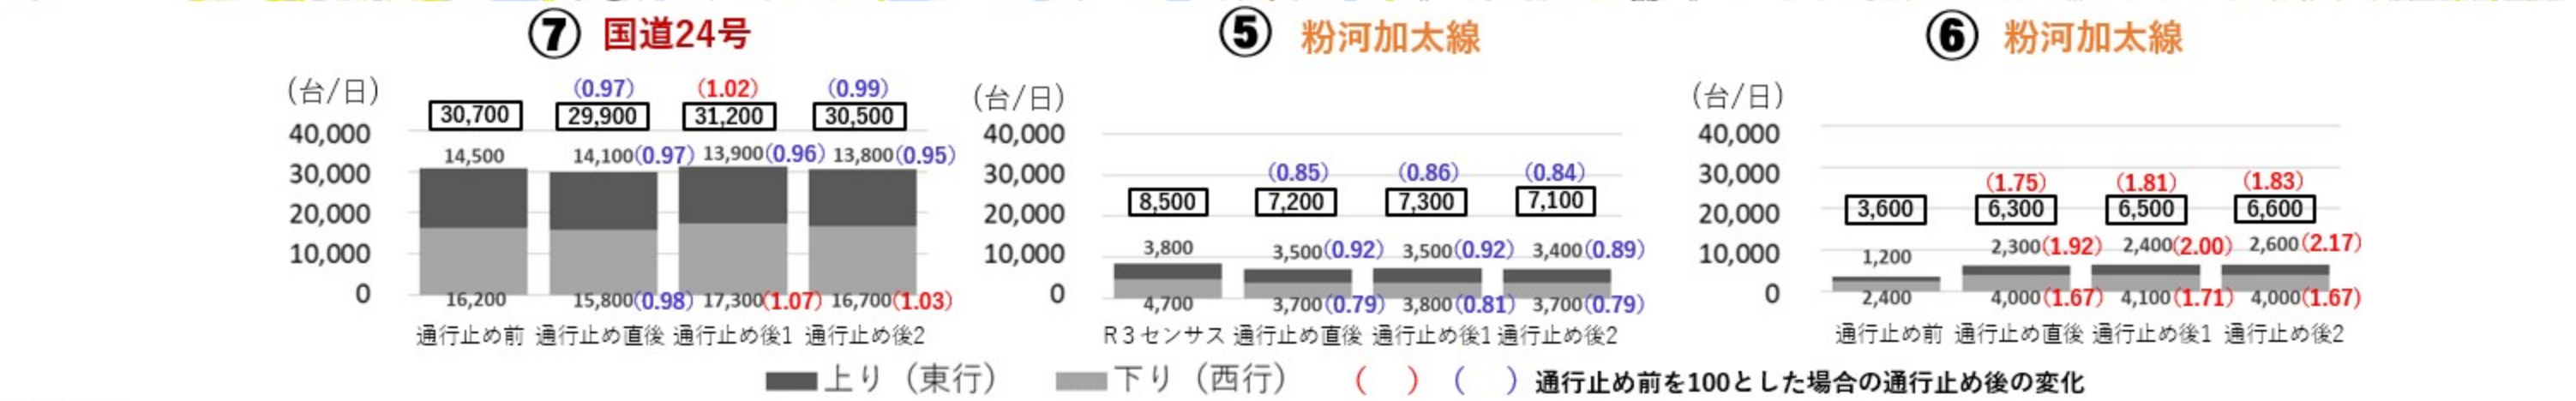 ⑦ 国道24号
(台/日)
(0.97) (1.02) (0.99)
30,700 29,900 31,200 30,500
40,000
14,500 14,100(0.97) 13,900(0.96) 13,800(0.95)
30,000
20,000
10,000
0
16,200 15,800(0.98) 17,300(1.07) 16,700(1.03)
通行止め前 通行止め直後 通行止め後1 通行止め後2
⑤ 粉河加太線
(台/日)
40,000
(0.85) (0.86) (0.84)
30,000
8,500 7,200 7,300 7,100
20,000
3,800 3,500(0.92) 3,500(0.92) 3,400(0.89)
10,000
0
4,700 3,700(0.79) 3,800(0.81) 3,700(0.79)
R3センサス 通行止め直後 通行止め後1 通行止め後2
⑥ 粉河加太線
(台/日)
40,000
30,000
(1.75) (1.81) (1.83)
3,600 6,300 6,500 6,600
20,000
1,200 2,300(1.92) 2,400(2.00) 2,600(2.17)
10,000
0
2,400 4,000(1.67) 4,100(1.71) 4,000(1.67)
通行止め前 通行止め直後 通行止め後1 通行止め後2
上り（東行） 下り（西行） （ ）（ ）通行止め前を100とした場合の通行止め後の変化